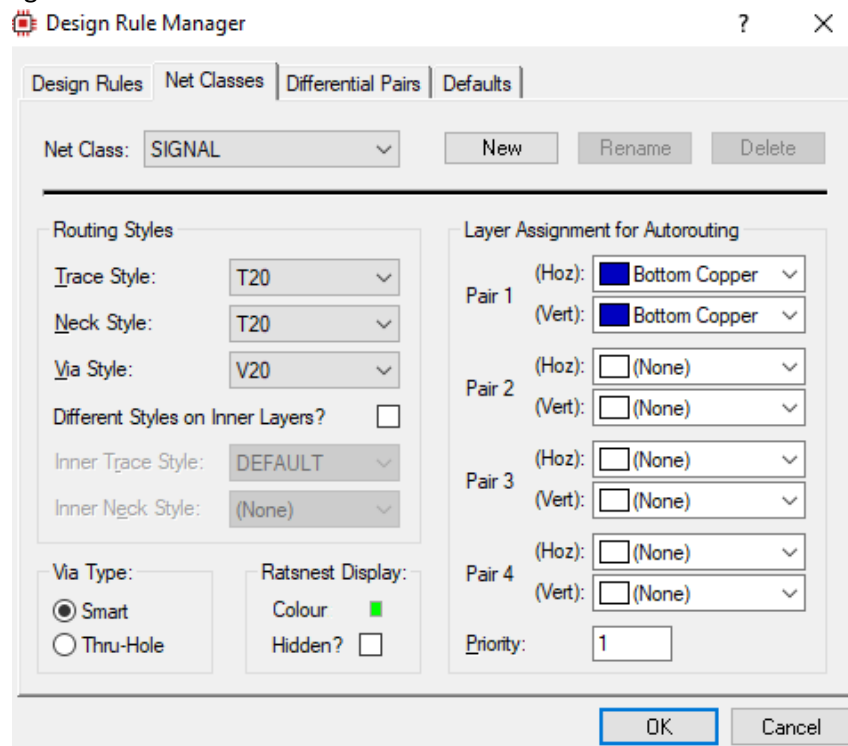 Design Rule Manager ? ×
Design Rules Net Classes Differential Pairs Defaults
Net Class: SIGNAL New Rename Delete
Routing Styles
Trace Style: T20
Neck Style: T20
Via Style: V20
Different Styles on Inner Layers?
Inner Trace Style: DEFAULT
Inner Neck Style: (None)
Via Type:
Smart
Thru-Hole
Ratsnest Display:
Colour
Hidden?
Layer Assignment for Autorouting
Pair 1
(Hoz): Bottom Copper
(Vert): Bottom Copper
Pair 2
(Hoz): (None)
(Vert): (None)
Pair 3
(Hoz): (None)
(Vert): (None)
Pair 4
(Hoz): (None)
(Vert): (None)
Priority: 1
OK Cancel